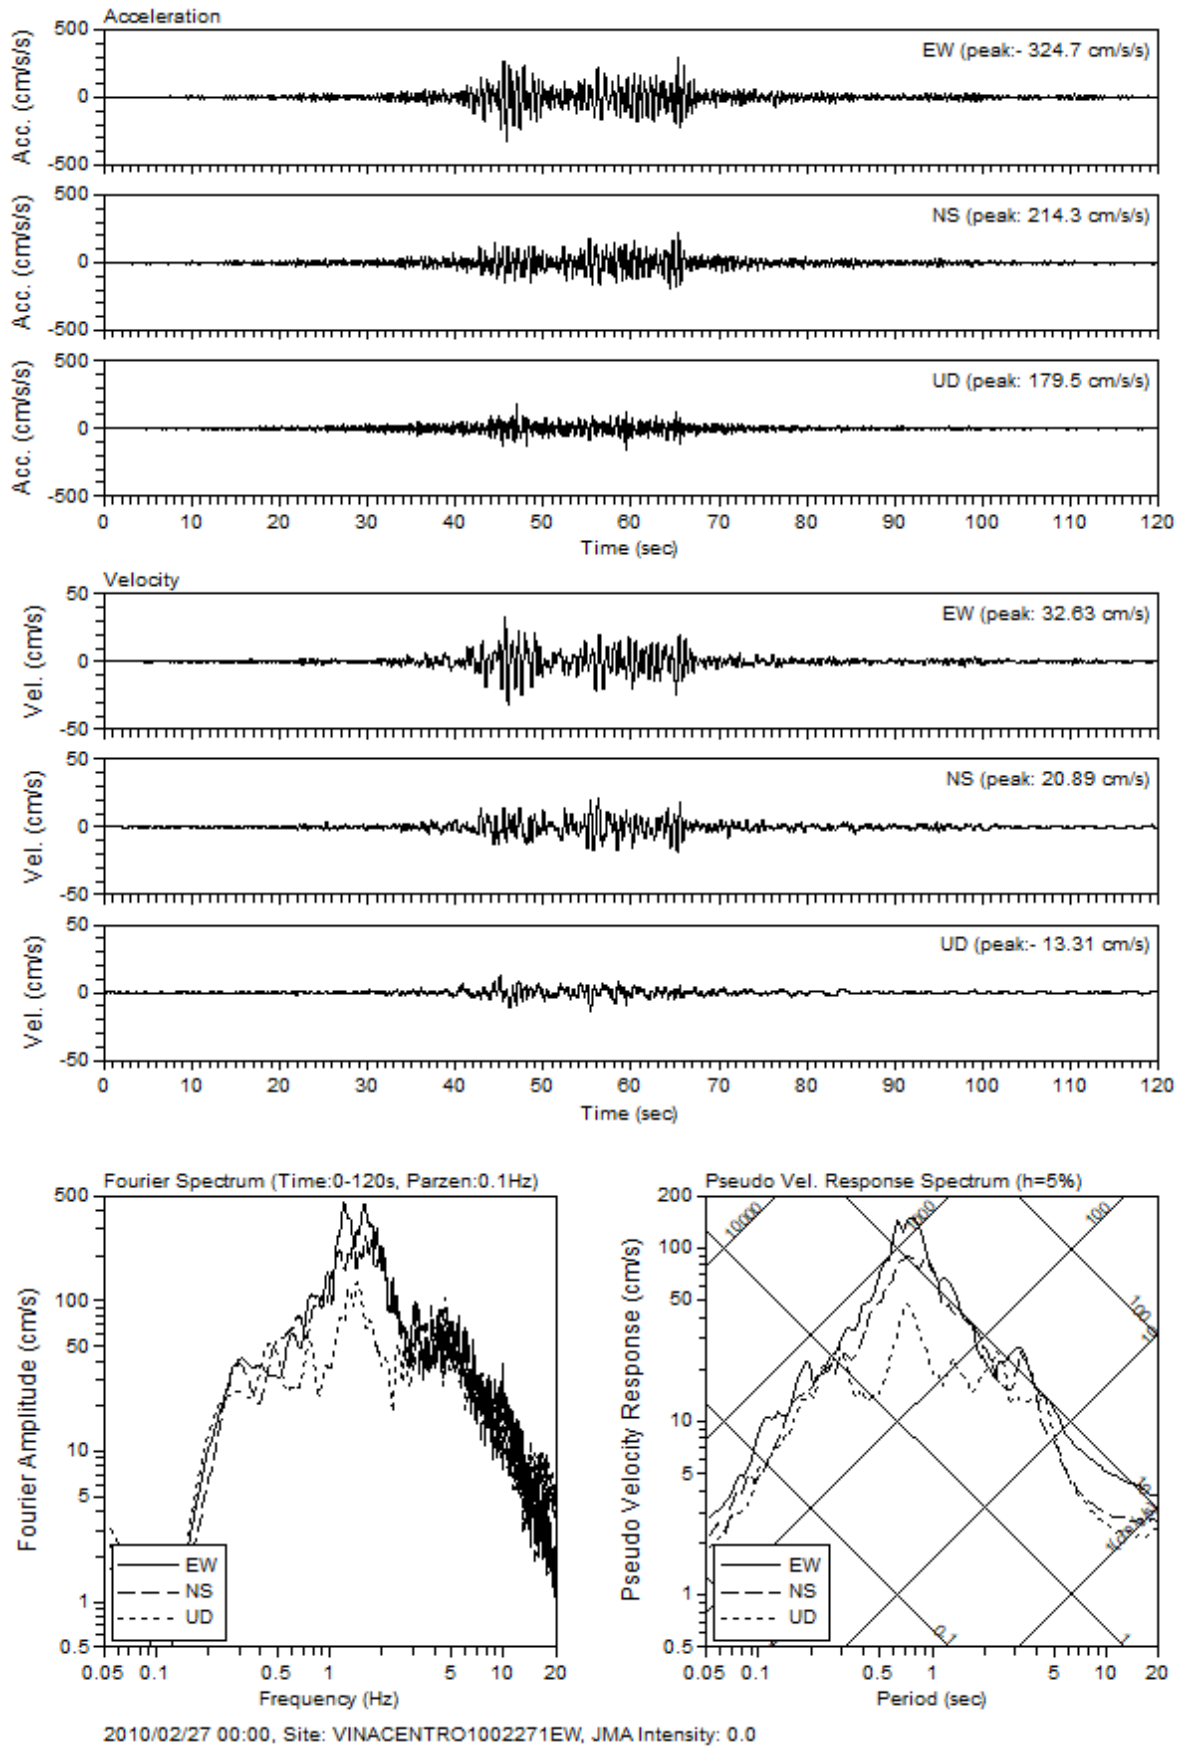 Acceleration
Acc. (cm/s/s)
500
0
-500
EW (peak:- 324.7 cm/s/s)
Acc. (cm/s/s)
500
0
-500
NS (peak: 214.3 cm/s/s)
Acc. (cm/s/s)
500
0
-500
UD (peak: 179.5 cm/s/s)
0 10 20 30 40 50 60 70 80 90 100 110 120
Time (sec)
Velocity
Vel. (cm/s)
50
0
-50
EW (peak: 32.63 cm/s)
Vel. (cm/s)
50
0
-50
NS (peak: 20.89 cm/s)
Vel. (cm/s)
50
0
-50
UD (peak:- 13.31 cm/s)
0 10 20 30 40 50 60 70 80 90 100 110 120
Time (sec)
Fourier Spectrum (Time:0-120s, Parzen:0.1Hz)
Fourier Amplitude (cm/s)
500
100
50
10
5
1
0.5
EW
NS
UD
0.05 0.1 0.5 1 5 10 20
Frequency (Hz)
Pseudo Vel. Response Spectrum (h=5%)
Pseudo Velocity Response (cm/s)
200
100
50
10
5
1
0.5
10000
1000
100
100
10
0.1
1
EW
NS
UD
0.05 0.1 0.5 1 5 10 20
Period (sec)
2010/02/27 00:00, Site: VINACENTRO1002271EW, JMA Intensity: 0.0